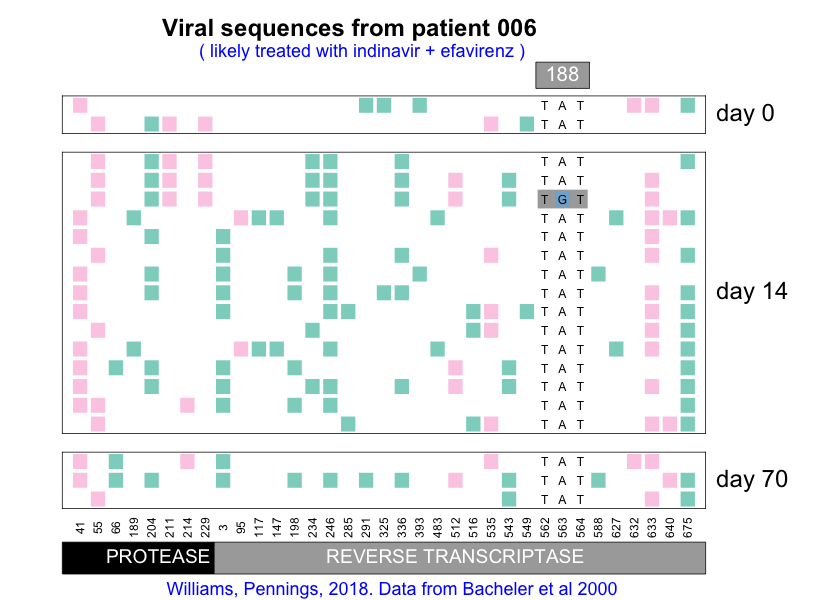 Viral sequences from patient 006
( likely treated with indinavir + efavirenz )
188
T A T
T A T
day 0
T A T
T A T
T G T
T A T
T A T
T A T
T A T
T A T
T A T
T A T
T A T
T A T
T A T
T A T
T A T
day 14
T A T
T A T
T A T
day 70
41 55 66 189 204 211 214 229 3 95 117 147 198 234 246 285 291 325 336 393 483 512 516 535 543 549 562 563 564 588 627 632 633 640 675
PROTEASE REVERSE TRANSCRIPTASE
Williams, Pennings, 2018. Data from Bacheler et al 2000